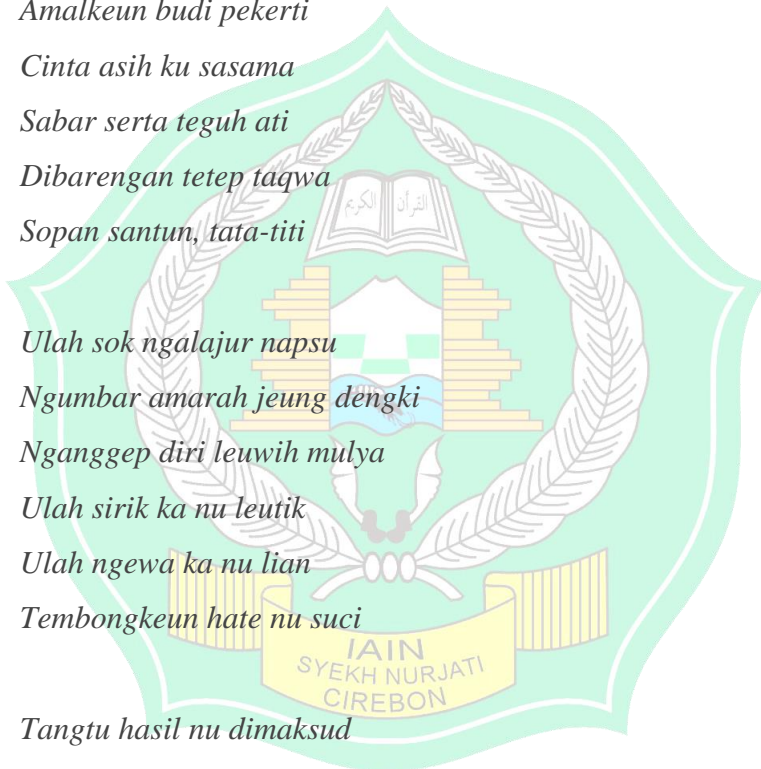 Amalkeun budi pekerti
Cinta asih ku sasama
Sabar serta teguh ati
Dibarengan tetep taqwa
القرآن الكريم
Sopan santun, tata-titi
Ulah sok ngalajur napsu
Ngumbar amarah jeung dengki
Nganggep diri leuwih mulya
Ulah sirik ka nu leutik
Ulah ngewa ka nu lian
Tembongkeun hate nu suci
IAIN
SYEKH NURJATI
CIREBON
Tangtu hasil nu dimaksud